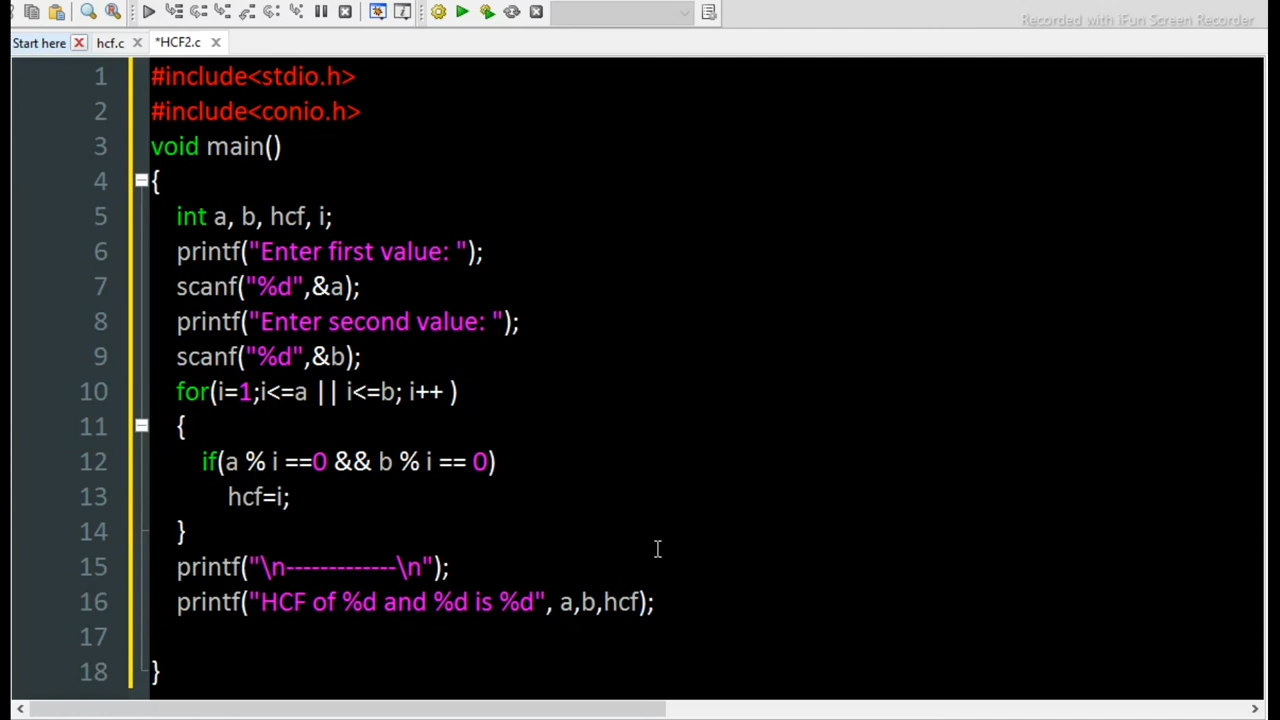 Recorded with iFun Screen Recorder
Start here hcf.c *HCF2.c
1 #include<stdio.h>
2 #include<conio.h>
3 void main()
4 {
5 int a, b, hcf, i;
6 printf("Enter first value: ");
7 scanf("%d",&a);
8 printf("Enter second value: ");
9 scanf("%d",&b);
10 for(i=1;i<=a || i<=b; i++ )
11 {
12 if(a % i ==0 && b % i == 0)
13 hcf=i;
14 }
15 printf("\n-------------\n");
16 printf("HCF of %d and %d is %d", a,b,hcf);
17
18 }